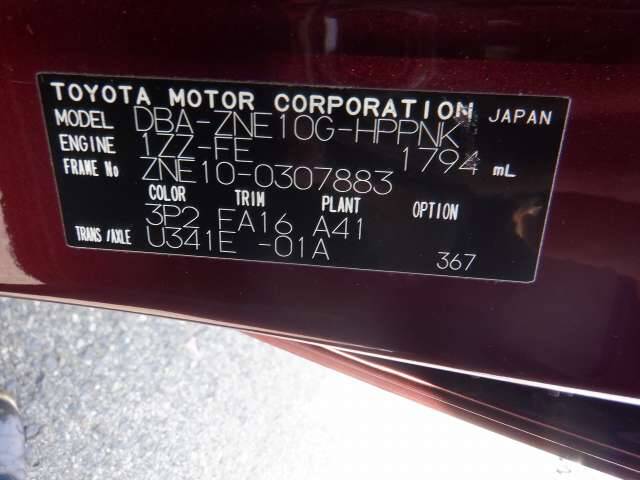 TOYOTA MOTOR CORPORATION JAPAN
MODEL DBA-ZNE10G-HPPNK
ENGINE 1ZZ-FE 1794 mL
FRAME No ZNE10-0307883
COLOR TRIM PLANT OPTION
3P2 FA16 A41
TRANS/AXLE U341E -01A 367